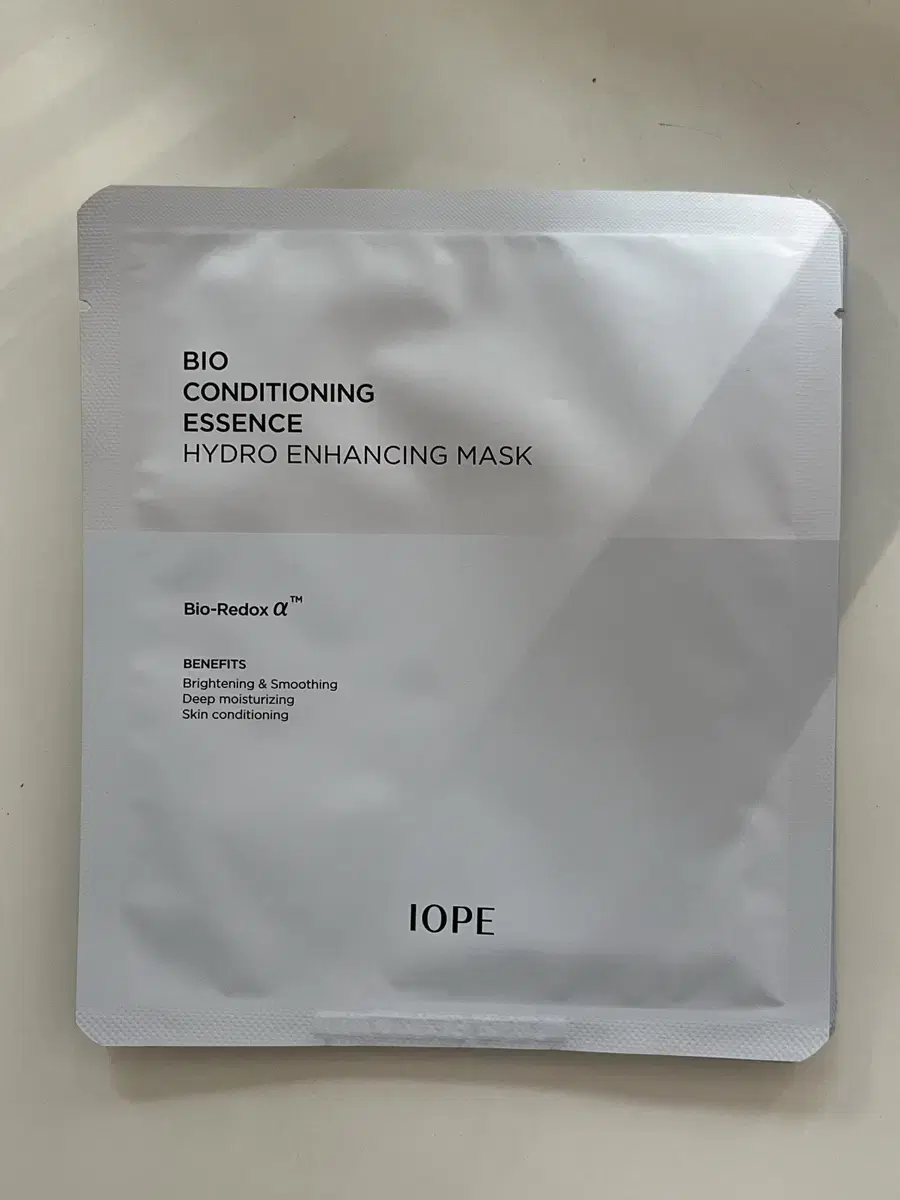 BIO
CONDITIONING
ESSENCE
HYDRO ENHANCING MASK
Bio-Redox α™
BENEFITS
Brightening & Smoothing
Deep moisturizing
Skin conditioning
IOPE